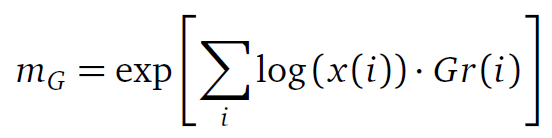 m_G = exp[∑_i log(x(i)) · Gr(i)]